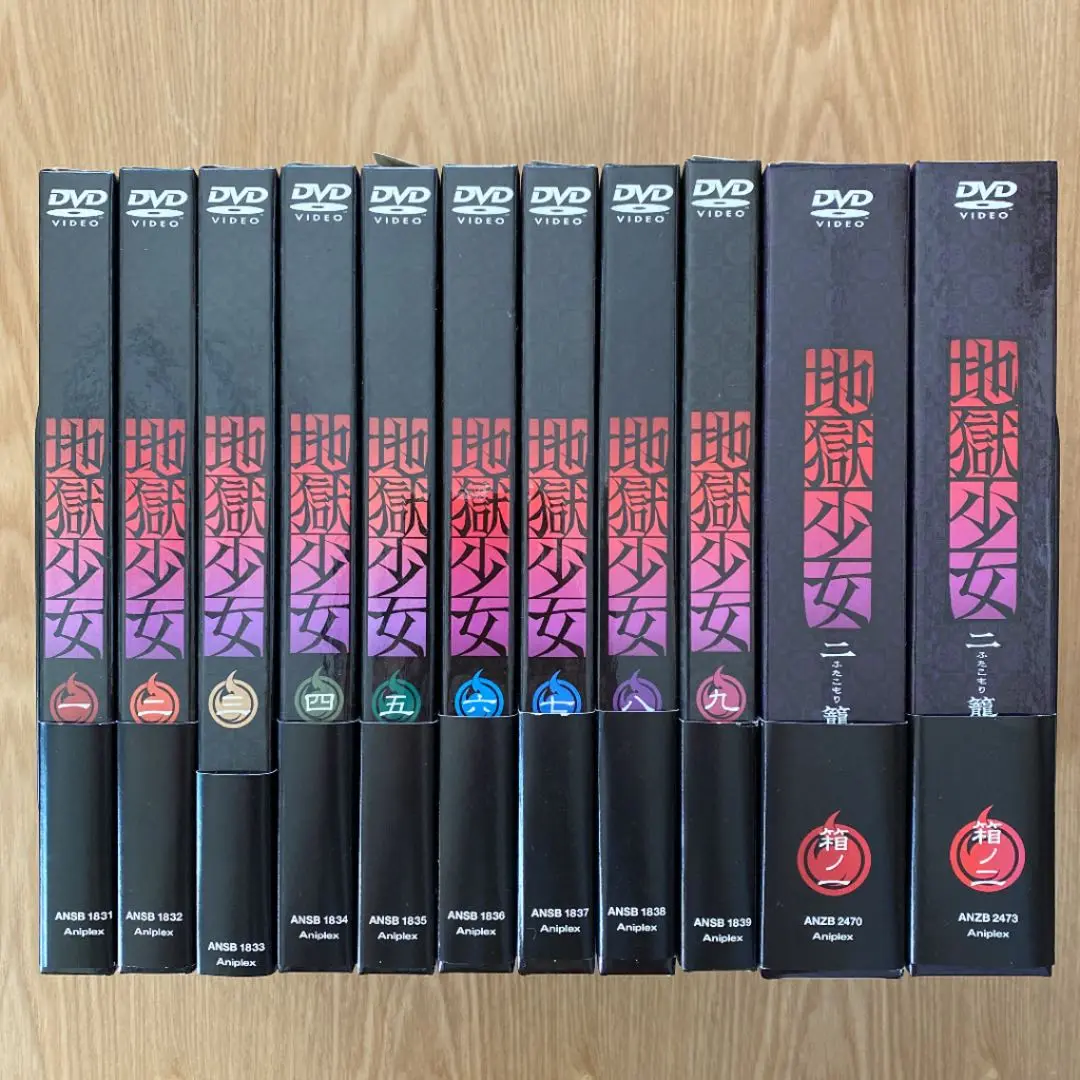 DVD
VIDEO
地獄少女
一
ANSB 1831
Aniplex
DVD
VIDEO
地獄少女
二
ANSB 1832
Aniplex
DVD
VIDEO
地獄少女
三
ANSB 1833
Aniplex
DVD
VIDEO
地獄少女
四
ANSB 1834
Aniplex
DVD
VIDEO
地獄少女
五
ANSB 1835
Aniplex
DVD
VIDEO
地獄少女
六
ANSB 1836
Aniplex
DVD
VIDEO
地獄少女
七
ANSB 1837
Aniplex
DVD
VIDEO
地獄少女
八
ANSB 1838
Aniplex
DVD
VIDEO™
地獄少女
九
ANSB 1839
Aniplex
DVD
VIDEO™
地獄少女
二籠
ふたこもり
箱ノ一
ANZB 2470
Aniplex
DVD
VIDEO™
地獄少女
二籠
ふたこもり
箱ノ二
ANZB 2473
Aniplex